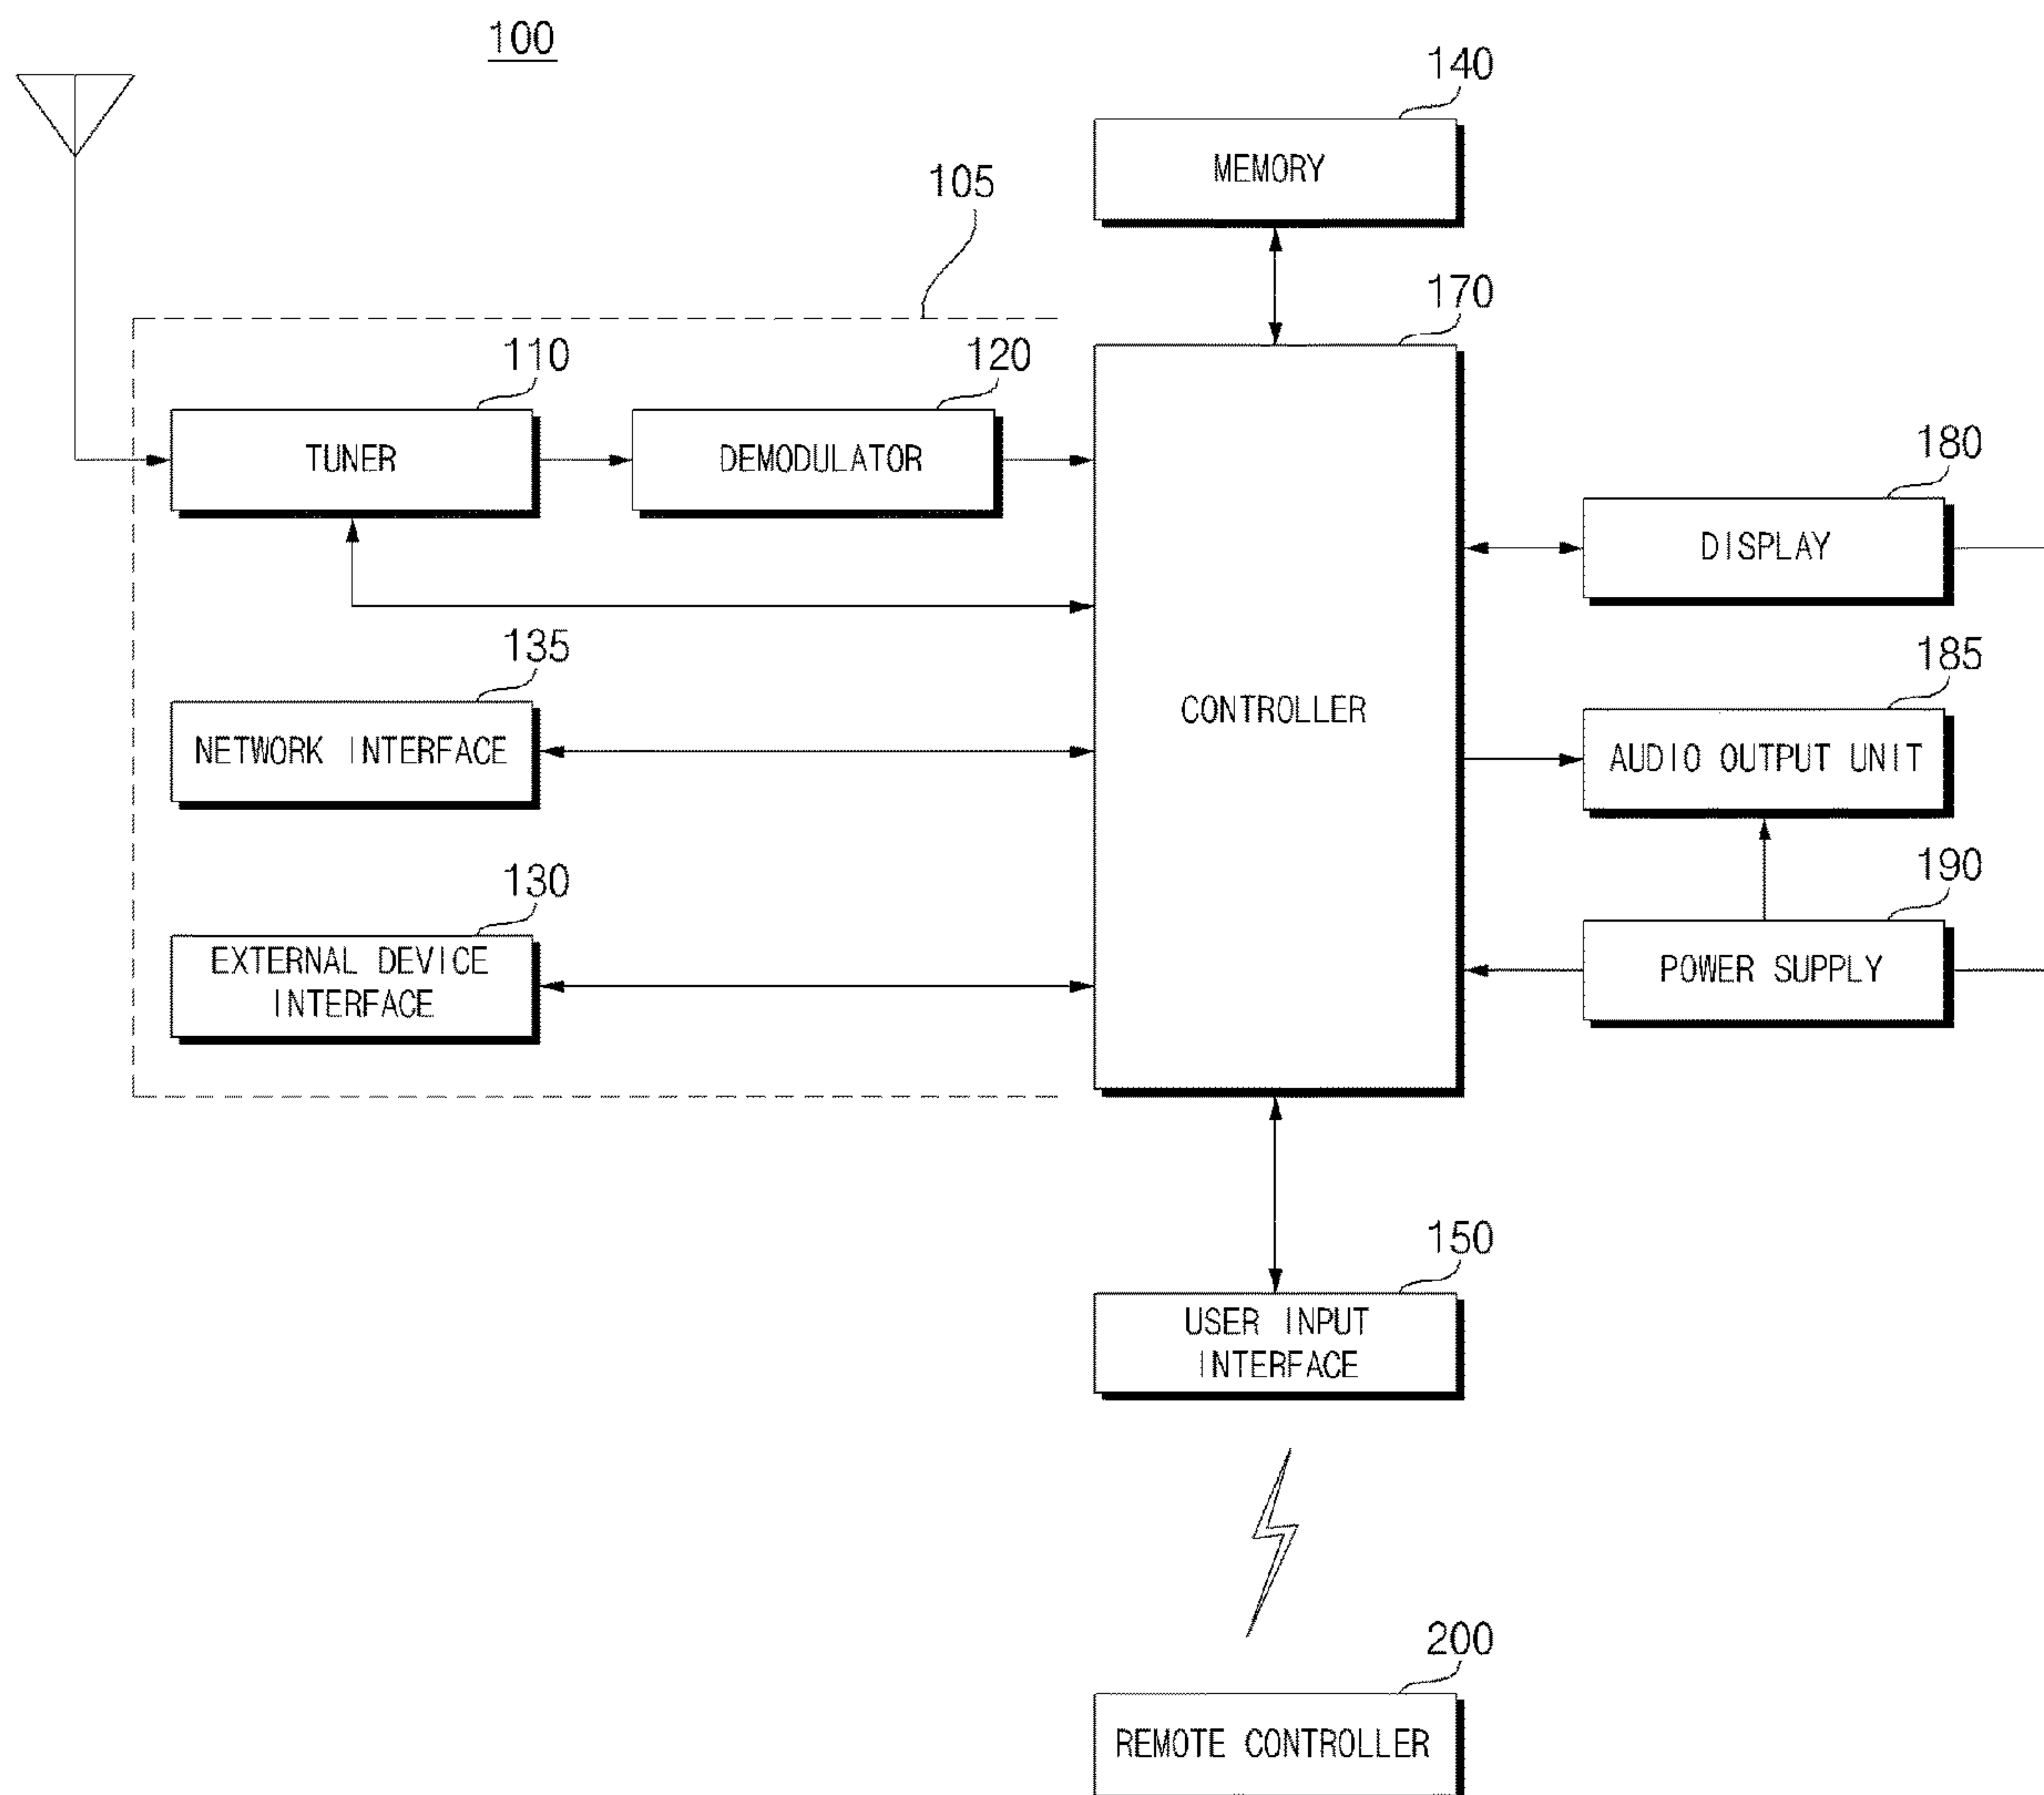 100
140
MEMORY
105
170
110
120
TUNER
DEMODULATOR
180
DISPLAY
135
185
NETWORK INTERFACE
CONTROLLER
AUDIO OUTPUT UNIT
130
190
EXTERNAL DEVICE
INTERFACE
POWER SUPPLY
150
USER INPUT
INTERFACE
200
REMOTE CONTROLLER